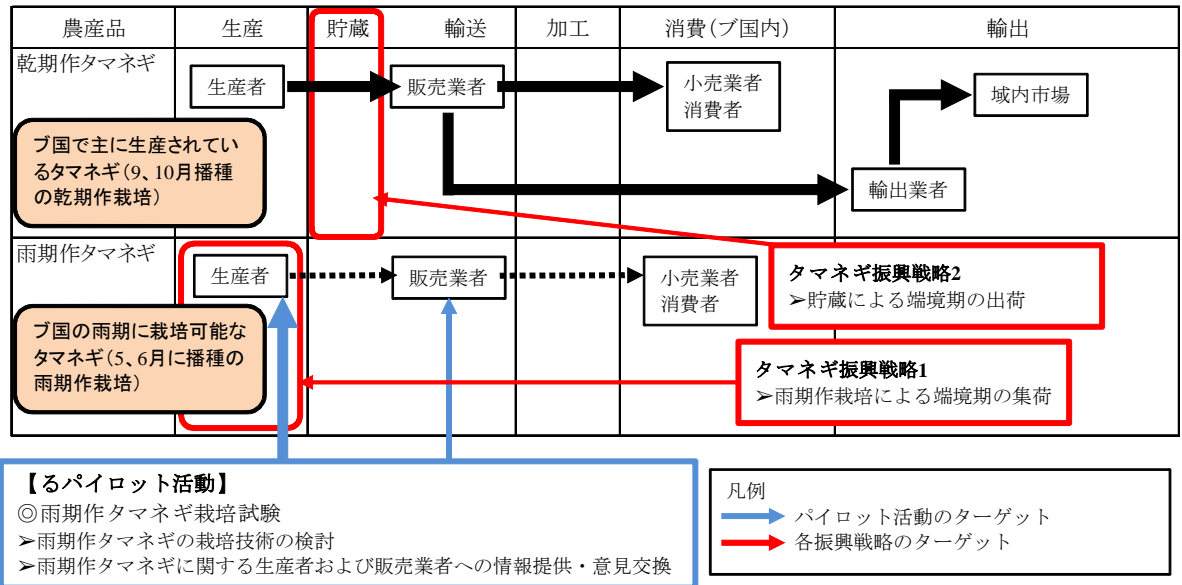 農産品 生産 貯蔵 輸送 加工 消費(ブ国内) 輸出
乾期作タマネギ
生産者
販売業者
小売業者
消費者
域内市場
輸出業者
ブ国で主に生産されてい
るタマネギ(9、10月播種
の乾期作栽培)
雨期作タマネギ
生産者
販売業者
小売業者
消費者
ブ国の雨期に栽培可能な
タマネギ(5、6月に播種の
雨期作栽培)
タマネギ振興戦略2
➢貯蔵による端境期の出荷
タマネギ振興戦略1
➢雨期作栽培による端境期の集荷
【るパイロット活動】
◎雨期作タマネギ栽培試験
➢雨期作タマネギの栽培技術の検討
➢雨期作タマネギに関する生産者および販売業者への情報提供・意見交換
凡例
パイロット活動のターゲット
各振興戦略のターゲット